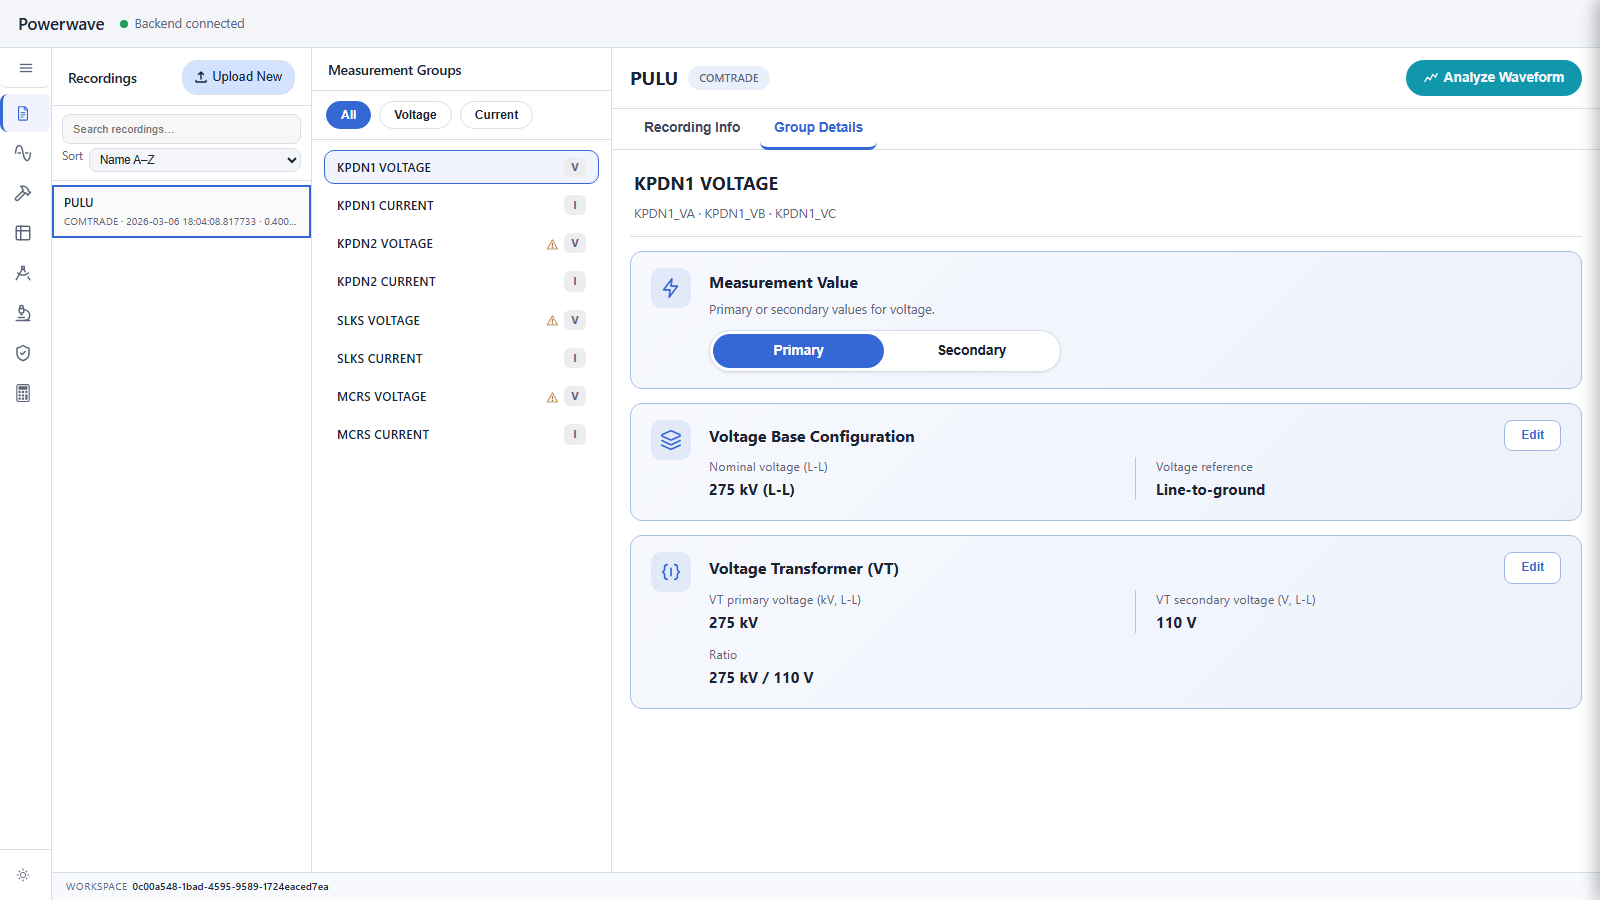 Powerwave
Backend connected
Recordings
Upload New
Search recordings...
Sort
Name A–Z
PULU
COMTRADE · 2026-03-06 18:04:08.817733 · 0.400...
Measurement Groups
All
Voltage
Current
KPDN1 VOLTAGE
V
KPDN1 CURRENT
I
KPDN2 VOLTAGE
V
KPDN2 CURRENT
I
SLKS VOLTAGE
V
SLKS CURRENT
I
MCRS VOLTAGE
V
MCRS CURRENT
I
PULU
COMTRADE
Analyze Waveform
Recording Info
Group Details
KPDN1 VOLTAGE
KPDN1_VA · KPDN1_VB · KPDN1_VC
Measurement Value
Primary or secondary values for voltage.
Primary
Secondary
Voltage Base Configuration
Edit
Nominal voltage (L-L)
275 kV (L-L)
Voltage reference
Line-to-ground
Voltage Transformer (VT)
Edit
VT primary voltage (kV, L-L)
275 kV
VT secondary voltage (V, L-L)
110 V
Ratio
275 kV / 110 V
WORKSPACE 0c00a548-1bad-4595-9589-1724eaced7ea